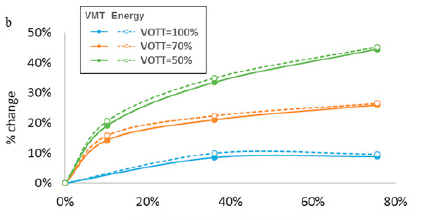 b
VMT Energy
VOTT=100%
VOTT=70%
VOTT=50%
50%
40%
30%
20%
10%
0%
% change
0% 20% 40% 60% 80%